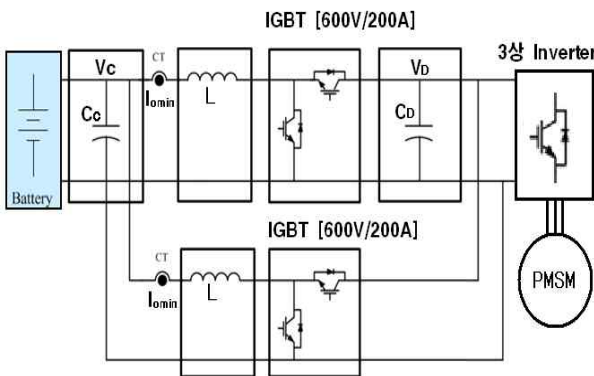 IGBT [600V/200A]
3상 Inverter
VC
CT
VD
Iomin
L
CC
CD
Battery
IGBT [600V/200A]
CT
Iomin
L
PMSM